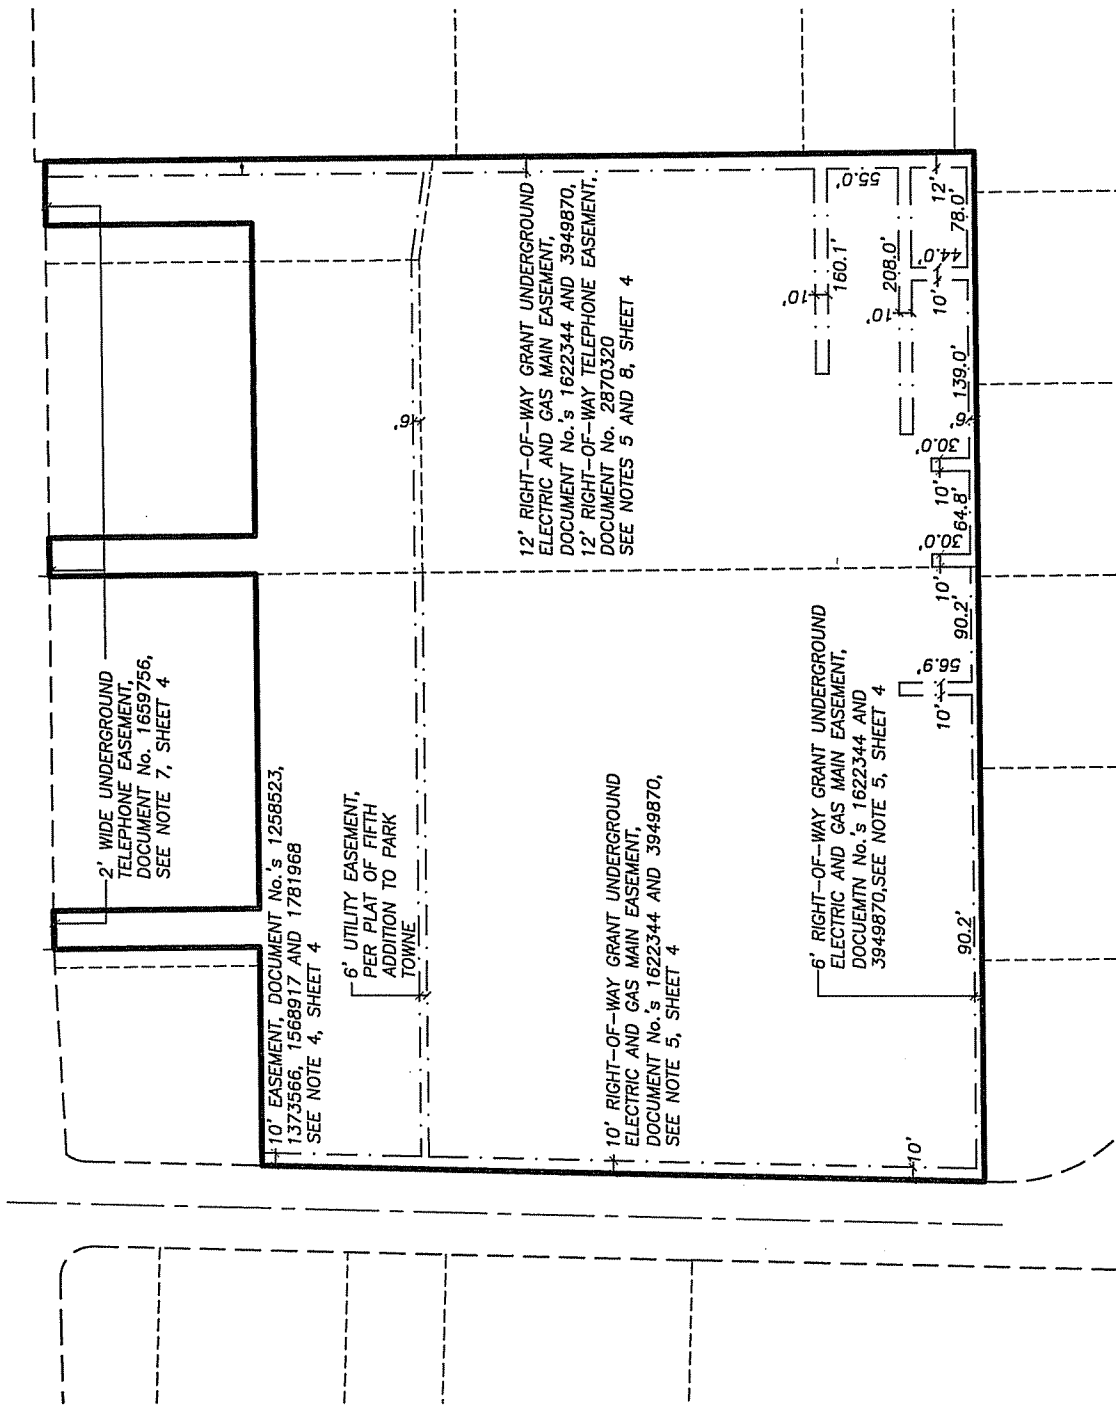 2' WIDE UNDERGROUND
TELEPHONE EASEMENT,
DOCUMENT No. 1659756,
SEE NOTE 7, SHEET 4
10' EASEMENT, DOCUMENT No.'s 1258523,
1373566, 1568917 AND 1781968
SEE NOTE 4, SHEET 4
6' UTILITY EASEMENT,
PER PLAT OF FIFTH
ADDITION TO PARK
TOWNE
6'
12' RIGHT-OF-WAY GRANT UNDERGROUND
ELECTRIC AND GAS MAIN EASEMENT,
DOCUMENT No.'s 1622344 AND 3949870,
12' RIGHT-OF-WAY TELEPHONE EASEMENT,
DOCUMENT No. 2870320
SEE NOTES 5 AND 8, SHEET 4
10' RIGHT-OF-WAY GRANT UNDERGROUND
ELECTRIC AND GAS MAIN EASEMENT,
DOCUMENT No.'s 1622344 AND 3949870,
SEE NOTE 5, SHEET 4
6' RIGHT-OF-WAY GRANT UNDERGROUND
ELECTRIC AND GAS MAIN EASEMENT,
DOCUEMTN No.'s 1622344 AND
3949870,SEE NOTE 5, SHEET 4
10'
160.1'
55.0'
10'
208.0'
12'
78.0'
44.0'
10'
139.0'
6'
30.0'
10'
64.8'
30.0'
10'
90.2'
56.9'
10'
90.2'
10'